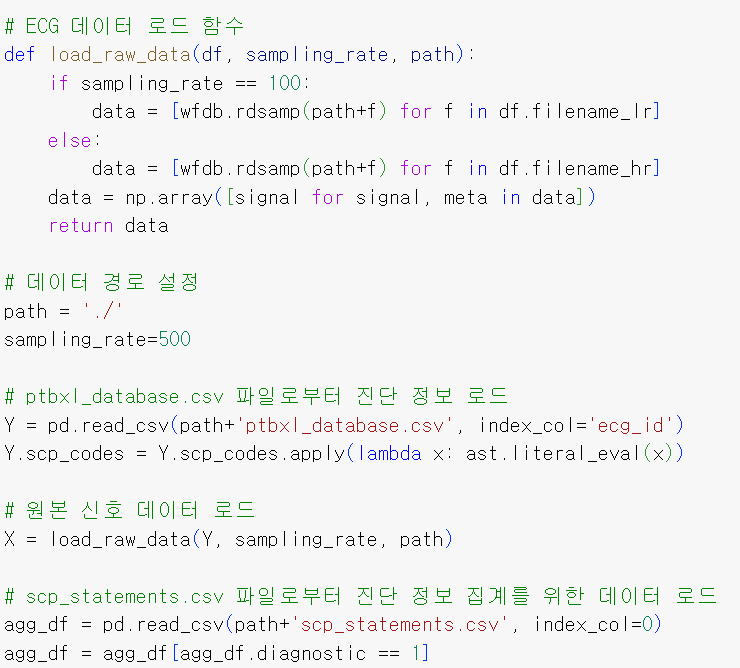 # ECG 데이터 로드 함수
def load_raw_data(df, sampling_rate, path):
    if sampling_rate == 100:
        data = [wfdb.rdsamp(path+f) for f in df.filename_lr]
    else:
        data = [wfdb.rdsamp(path+f) for f in df.filename_hr]
    data = np.array([signal for signal, meta in data])
    return data
# 데이터 경로 설정
path = './'
sampling_rate=500
# ptbxl_database.csv 파일로부터 진단 정보 로드
Y = pd.read_csv(path+'ptbxl_database.csv', index_col='ecg_id')
Y.scp_codes = Y.scp_codes.apply(lambda x: ast.literal_eval(x))
# 원본 신호 데이터 로드
X = load_raw_data(Y, sampling_rate, path)
# scp_statements.csv 파일로부터 진단 정보 집계를 위한 데이터 로드
agg_df = pd.read_csv(path+'scp_statements.csv', index_col=0)
agg_df = agg_df[agg_df.diagnostic == 1]